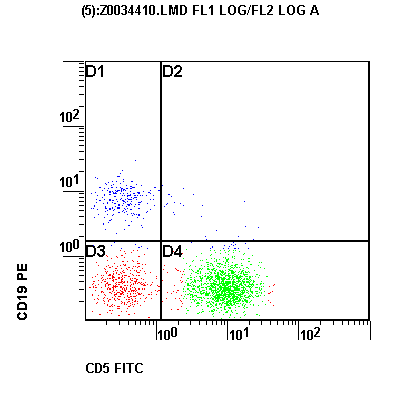 (5):Z0034410.LMD FL1 LOG/FL2 LOG A
D1
D2
10²
10¹
10⁰
D3
D4
CD19 PE
10⁰
10¹
10²
CD5 FITC